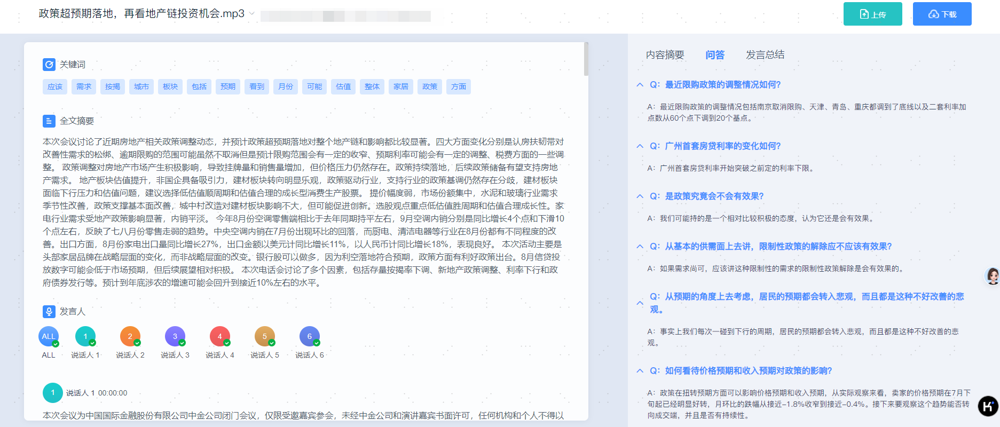 政策超预期落地，再看地产链投资机会.mp3
上传
下载
关键词
应该 需求 按揭 城市 板块 包括 预期 看到 月份 可能 估值 整体 家居 政策 方面
全文摘要
本次会议讨论了近期房地产相关政策调整动态，并预计政策超预期落地对整个地产链和影响都比较显著。四大方面变化分别是认房扶韧带对
改善性需求的松绑、逾期限购的范围可能虽然不取消但是预计限购范围会有一定的收窄、预期利率可能会有一定的调整、税费方面的一些调
整。 政策调整对房地产市场产生积极影响，导致挂牌量和销售量增加，但价格压力仍然存在。政策持续落地，后续政策储备有望支持房地
产需求。 地产板块估值提升，非国企具备吸引力，建材板块转向明显乐观，政策驱动行业，支持行业的政策基调仍然存在分歧，建材板块
面临下行压力和估值问题，建议选择低估值顺周期和估值合理的成长型消费生产股票。 提价幅度弱，市场份额集中，水泥和玻璃行业需求
季节性改善，政策支撑基本面改善，城中村改造对建材板块影响不大，但可能促进创新。选股观点重点低估值胜周期和估值合理成长性。家
电行业需求受地产政策影响显著，内销平淡。 今年8月份空调零售端相比于去年同期持平左右，9月空调内销分别是同比增长4个点和下滑10
个点左右，反映了七八月份零售走弱的趋势。中央空调内销在7月份出现环比的回落，而厨电、清洁电器等行业在8月份都有不同程度的改
善。出口方面，8月份家电出口量同比增长27%，出口金额以美元计同比增长11%，以人民币计同比增长18%，表现良好。 本次活动主要是
头部家居品牌在战略层面的变化，而非战略层面的改变。银行股可以做多，因为利空落地符合预期，政策方面有利好政策出台。8月信贷投
放数字可能会低于市场预期，但后续展望相对积极。 本次电话会讨论了多个因素，包括存量按揭率下调、新地产政策调整、利率下行和政
府债券发行等。预计到年底涉农的增速可能会回升到接近10%左右的水平。
发言人
ALL 1 2 3 4 5 6
ALL 说话人 1 说话人 2 说话人 3 说话人 4 说话人 5 说话人 6
1 说话人 1 00:00:00
本次会议为中国国际金融股份有限公司中金公司闭门会议，仅限受邀嘉宾参会，未经中金公司和演讲嘉宾书面许可，任何机构和个人不得以
内容摘要 问答 发言总结
Q：最近限购政策的调整情况如何?
A：最近限购政策的调整情况包括南京取消限购、天津、青岛、重庆都调到了底线以及二套利率加
点数从60个点下调到20个基点。
Q：广州首套房贷利率的变化如何?
A：广州首套房贷利率开始突破之前定的利率下限。
Q：是政策究竟会不会有效果?
A：我们可能持的是一个相对比较积极的态度，认为它还是会有效果。
Q：从基本的供需面上去讲，限制性政策的解除应不应该有效果?
A：如果需求尚可，应该讲这种限制性的需求的限制性政策解除是会有效果的。
Q：从预期的角度上去考虑，居民的预期都会转入悲观，而且都是这种不好改善的悲
观。
A：事实上我们每次一碰到下行的周期，居民的预期都会转入悲观，而且都是这种不好改善的悲
观。
Q：如何看待价格预期和收入预期对政策的影响?
A：政策在扭转预期方面可以影响价格预期和收入预期，从实际观察来看，卖家的价格预期在7月下
旬起已经明显好转，月环比的跌幅从接近-1.8%收窄到接近-0.4%。接下来要观察这个趋势能否转
向成交端，并且是否有持续性。
K